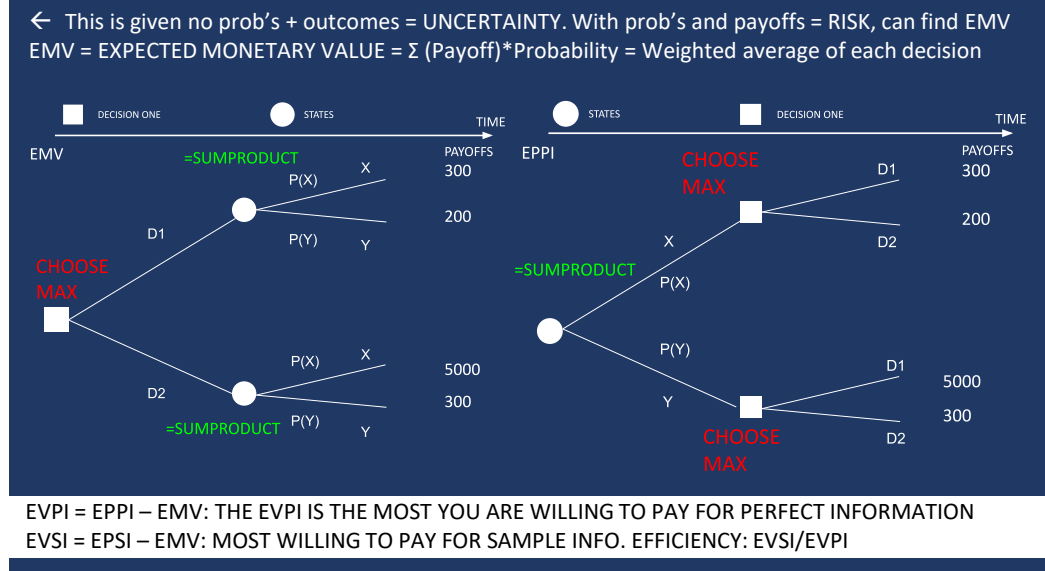 ← This is given no prob’s + outcomes = UNCERTAINTY. With prob’s and payoffs = RISK, can find EMV
EMV = EXPECTED MONETARY VALUE = Σ (Payoff)*Probability = Weighted average of each decision
DECISION ONE
STATES
TIME
EMV
=SUMPRODUCT
PAYOFFS
P(X)
X
300
200
P(Y)
Y
D1
CHOOSE
MAX
D2
P(X)
X
5000
300
=SUMPRODUCT
P(Y)
Y
STATES
DECISION ONE
TIME
EPPI
CHOOSE
MAX
PAYOFFS
D1
300
200
D2
X
=SUMPRODUCT
P(X)
P(Y)
Y
D1
5000
300
D2
CHOOSE
MAX
EVPI = EPPI – EMV: THE EVPI IS THE MOST YOU ARE WILLING TO PAY FOR PERFECT INFORMATION
EVSI = EPSI – EMV: MOST WILLING TO PAY FOR SAMPLE INFO. EFFICIENCY: EVSI/EVPI